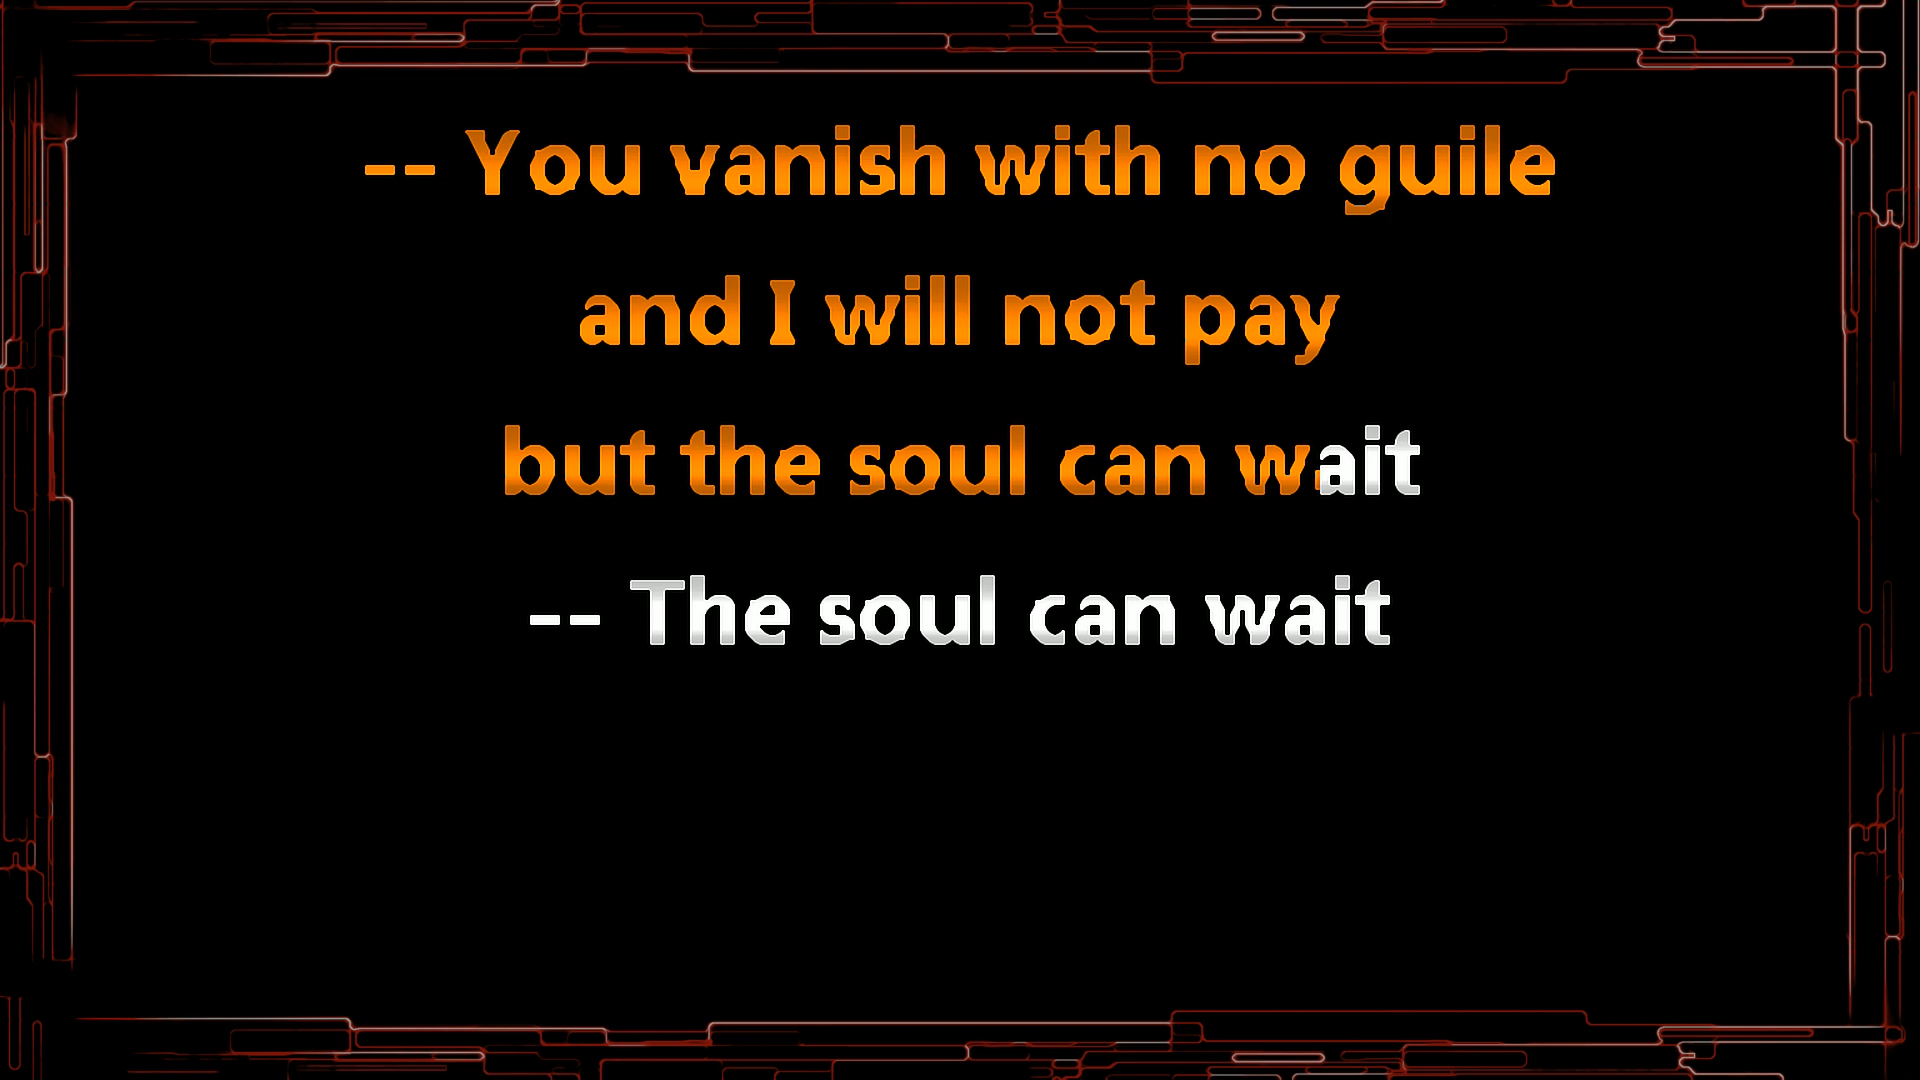 -- You vanish with no guile
and I will not pay
but the soul can wait
-- The soul can wait